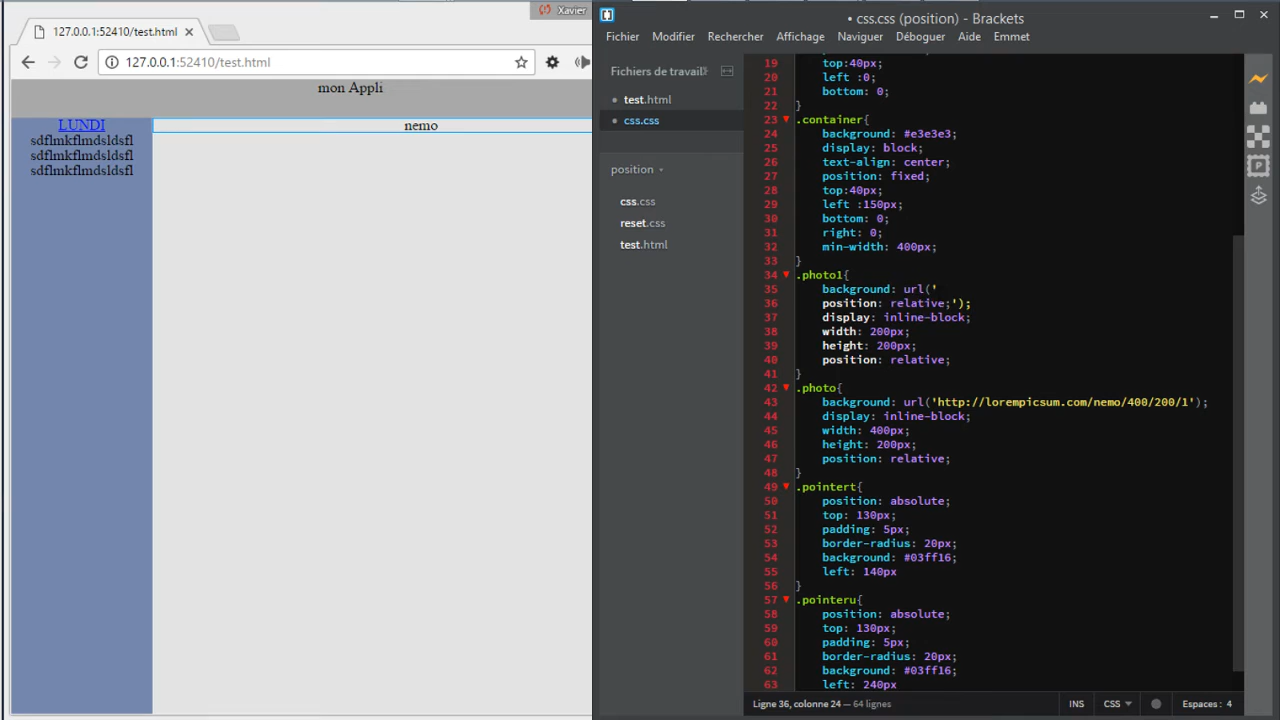 Xavier
127.0.0.1:52410/test.html
127.0.0.1:52410/test.html
mon Appli
LUNDI
nemo
sdflmkflmdsldsfl
sdflmkflmdsldsfl
sdflmkflmdsldsfl
• css.css (position) - Brackets
Fichier Modifier Rechercher Affichage Naviguer Déboguer Aide Emmet
Fichiers de travail
test.html
css.css
position
css.css
reset.css
test.html
19 top:40px;
20 left :0;
21 bottom: 0;
22 }
23 .container{
24 background: #e3e3e3;
25 display: block;
26 text-align: center;
27 position: fixed;
28 top:40px;
29 left :150px;
30 bottom: 0;
31 right: 0;
32 min-width: 400px;
33 }
34 .photo1{
35 background: url('
36 position: relative;');
37 display: inline-block;
38 width: 200px;
39 height: 200px;
40 position: relative;
41 }
42 .photo{
43 background: url('http://lorempicsum.com/nemo/400/200/1');
44 display: inline-block;
45 width: 400px;
46 height: 200px;
47 position: relative;
48 }
49 .pointert{
50 position: absolute;
51 top: 130px;
52 padding: 5px;
53 border-radius: 20px;
54 background: #03ff16;
55 left: 140px
56 }
57 .pointeru{
58 position: absolute;
59 top: 130px;
60 padding: 5px;
61 border-radius: 20px;
62 background: #03ff16;
63 left: 240px
Ligne 36, colonne 24 — 64 lignes
INS CSS Espaces : 4